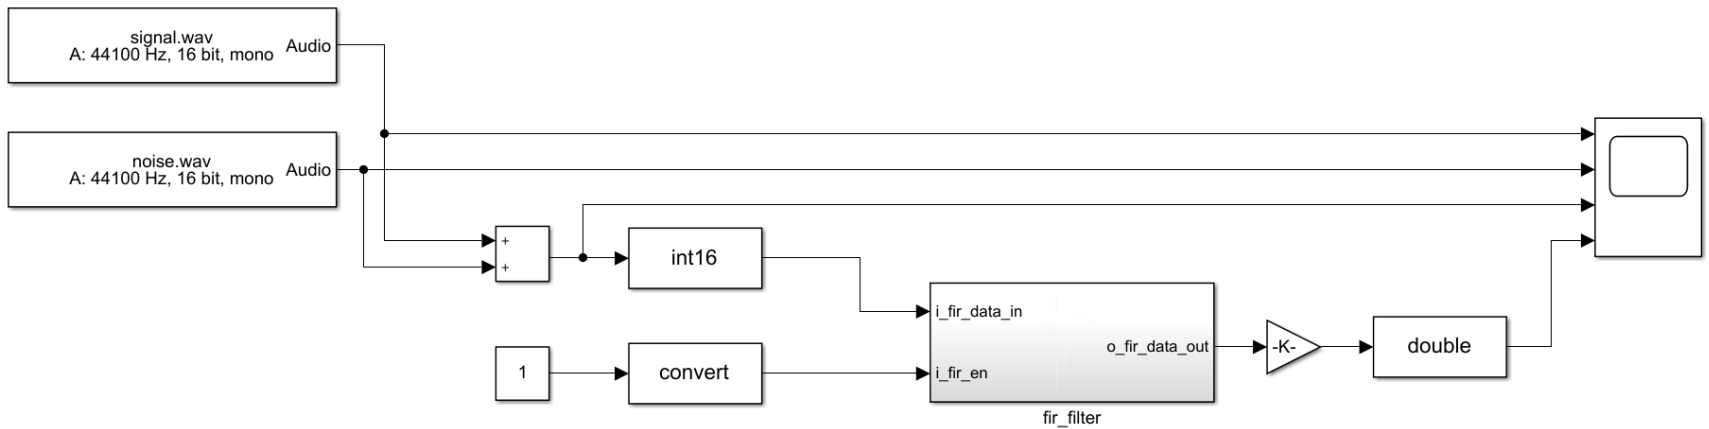 signal.wav
A: 44100 Hz, 16 bit, mono
Audio
noise.wav
A: 44100 Hz, 16 bit, mono
Audio
+
+
int16
1
convert
i_fir_data_in
i_fir_en
o_fir_data_out
fir_filter
-K-
double